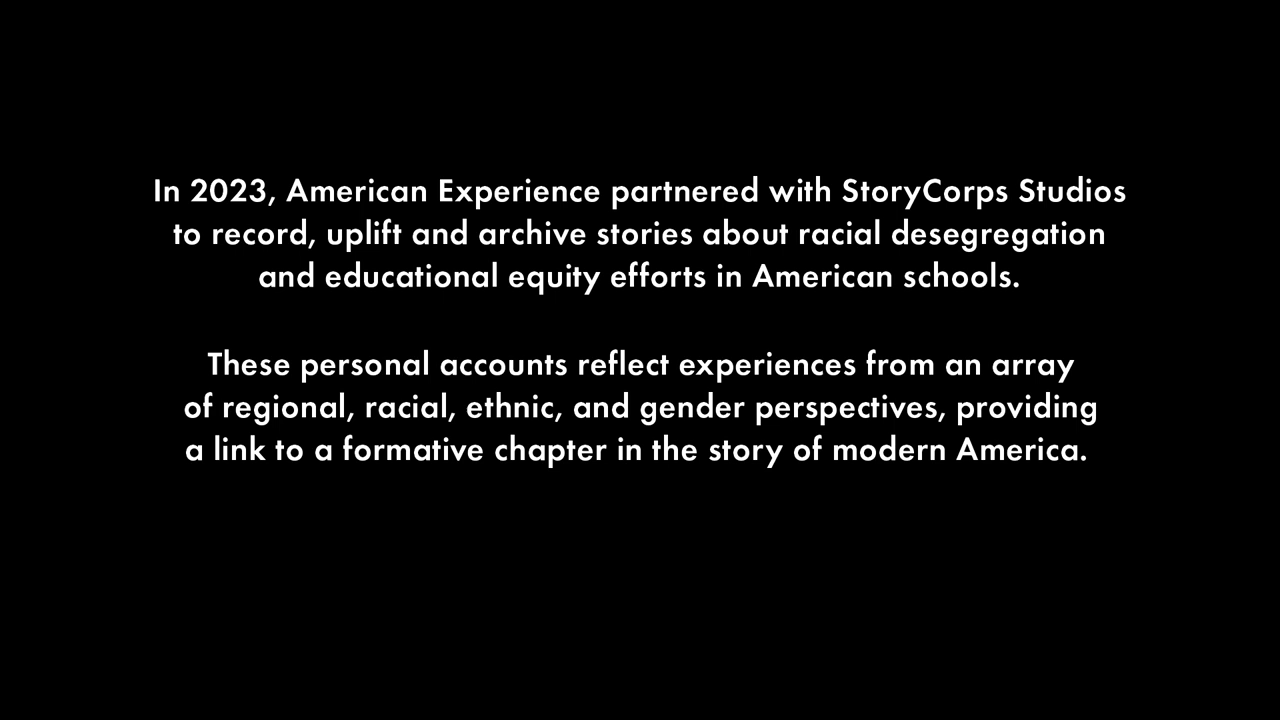 In 2023, American Experience partnered with StoryCorps Studios
to record, uplift and archive stories about racial desegregation
and educational equity efforts in American schools.
These personal accounts reflect experiences from an array
of regional, racial, ethnic, and gender perspectives, providing
a link to a formative chapter in the story of modern America.